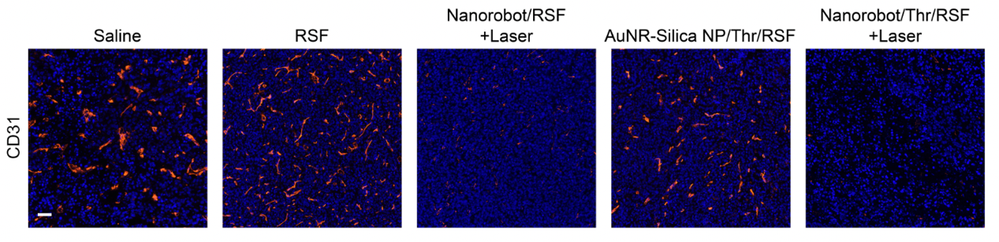 Saline
RSF
Nanorobot/RSF
+Laser
AuNR-Silica NP/Thr/RSF
Nanorobot/Thr/RSF
+Laser
CD31